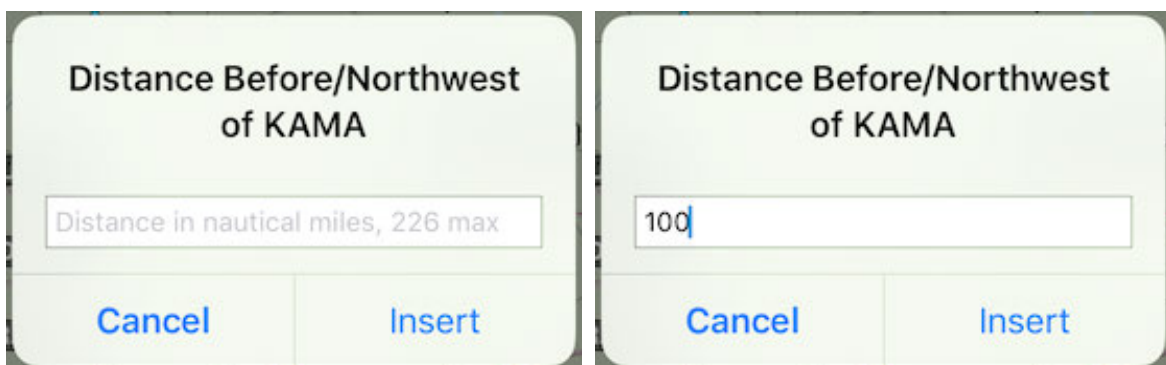 Distance Before/Northwest
of KAMA
Distance in nautical miles, 226 max
Cancel Insert
Distance Before/Northwest
of KAMA
100
Cancel Insert